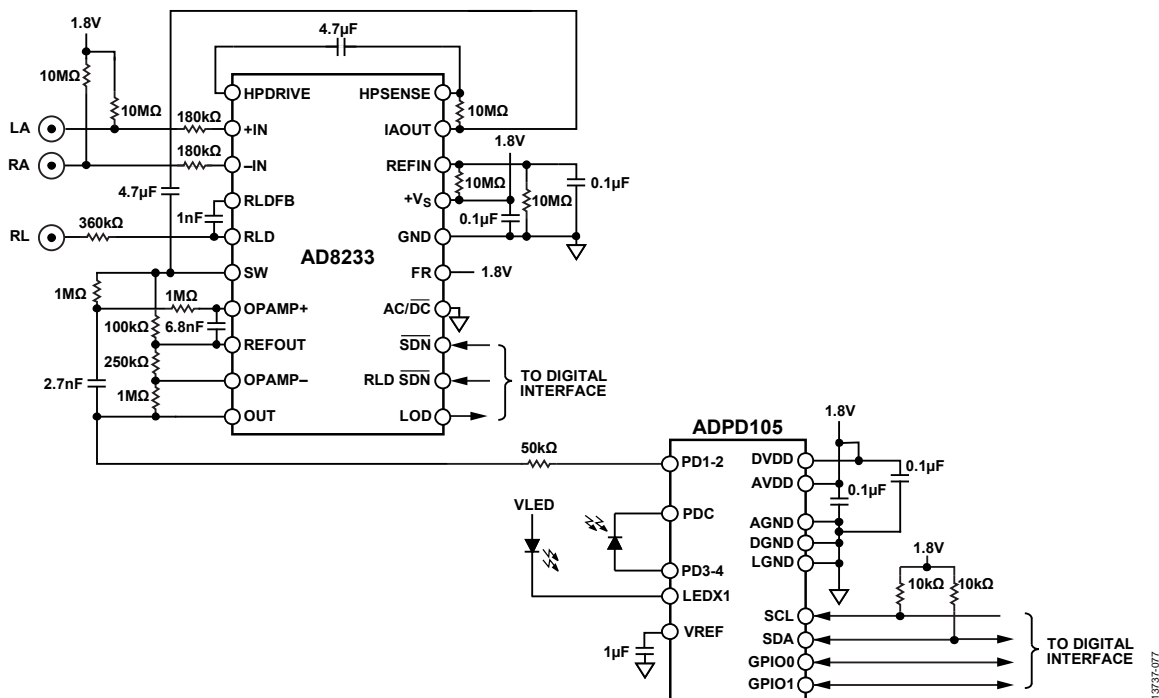 1.8V
4.7µF
10MΩ
10MΩ
LA
RA
RL
180kΩ
180kΩ
4.7µF
1nF
360kΩ
HPDRIVE
+IN
–IN
RLDFB
RLD
SW
OPAMP+
REFOUT
OPAMP–
OUT
AD8233
HPSENSE
IAOUT
REFIN
+VS
GND
FR
AC/DC
SDN
RLD SDN
LOD
10MΩ
1.8V
10MΩ
10MΩ
0.1µF
0.1µF
1.8V
TO DIGITAL
INTERFACE
1MΩ
1MΩ
100kΩ
6.8nF
250kΩ
2.7nF
1MΩ
50kΩ
ADPD105
PD1-2
PDC
PD3-4
LEDX1
VREF
VLED
1µF
DVDD
AVDD
AGND
DGND
LGND
SCL
SDA
GPIO0
GPIO1
1.8V
0.1µF
0.1µF
1.8V
10kΩ
10kΩ
TO DIGITAL
INTERFACE
13737-077